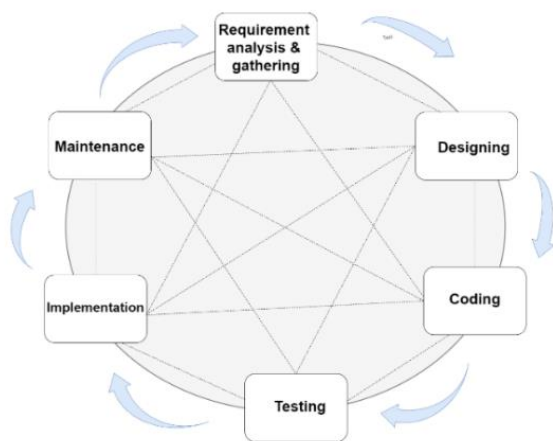 Requirement
analysis &
gathering
Maintenance
Designing
Implementation
Coding
Testing